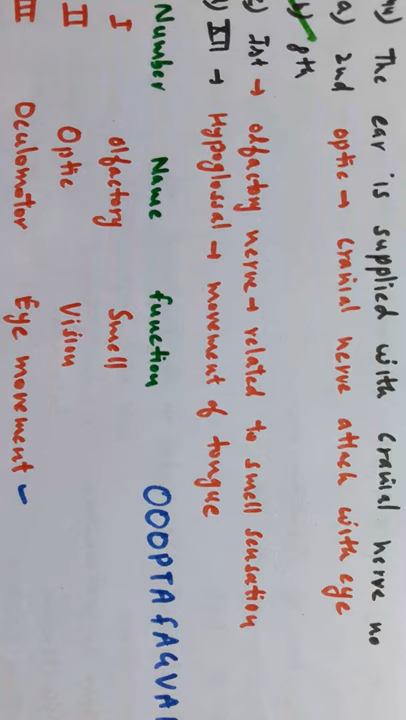 The ear is supplied with cranial nerve no
a) 2nd optic → cranial nerve attach with eye
b) 8th
Ist → olfactory nerve → related to smell sensation
XII → Hypoglossal → movement of tongue
Number Name function OOOPTAFAGVA
I olfactory Smell
II Optic Vision
III Oculomotor Eye movement